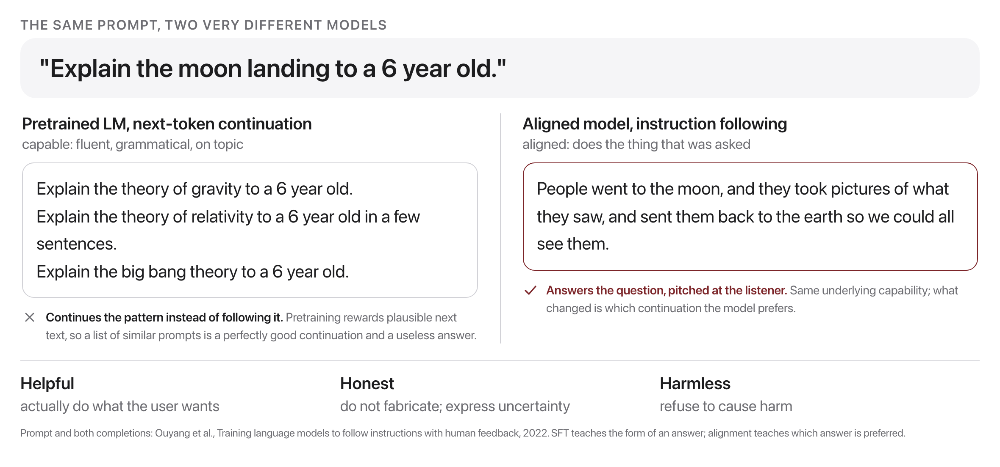 THE SAME PROMPT, TWO VERY DIFFERENT MODELS
"Explain the moon landing to a 6 year old."
Pretrained LM, next-token continuation
capable: fluent, grammatical, on topic
Explain the theory of gravity to a 6 year old.
Explain the theory of relativity to a 6 year old in a few
sentences.
Explain the big bang theory to a 6 year old.
Continues the pattern instead of following it. Pretraining rewards plausible next
text, so a list of similar prompts is a perfectly good continuation and a useless answer.
Aligned model, instruction following
aligned: does the thing that was asked
People went to the moon, and they took pictures of what
they saw, and sent them back to the earth so we could all
see them.
Answers the question, pitched at the listener. Same underlying capability; what
changed is which continuation the model prefers.
Helpful
actually do what the user wants
Honest
do not fabricate; express uncertainty
Harmless
refuse to cause harm
Prompt and both completions: Ouyang et al., Training language models to follow instructions with human feedback, 2022. SFT teaches the form of an answer; alignment teaches which answer is preferred.